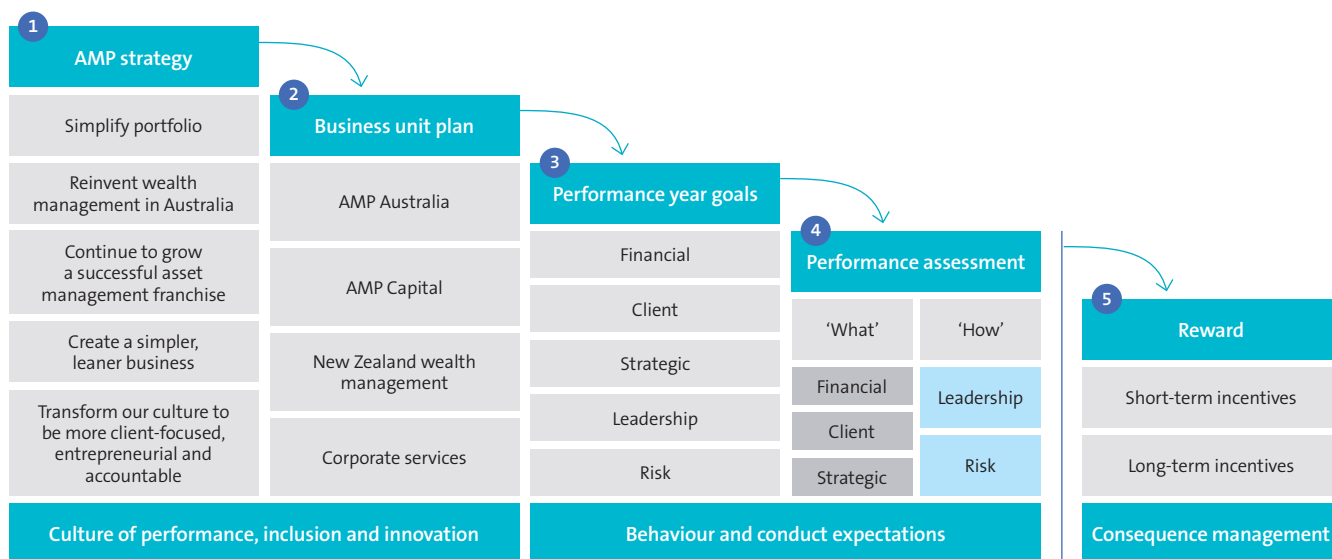 1
AMP strategy
Simplify portfolio
Reinvent wealth
management in Australia
Continue to grow
a successful asset
management franchise
Create a simpler,
leaner business
Transform our culture to
be more client-focused,
entrepreneurial and
accountable
2
Business unit plan
AMP Australia
AMP Capital
New Zealand wealth
management
Corporate services
Culture of performance, inclusion and innovation
3
Performance year goals
Financial
Client
Strategic
Leadership
Risk
4
Performance assessment
‘What’
Financial
Client
Strategic
‘How’
Leadership
Risk
Behaviour and conduct expectations
5
Reward
Short-term incentives
Long-term incentives
Consequence management